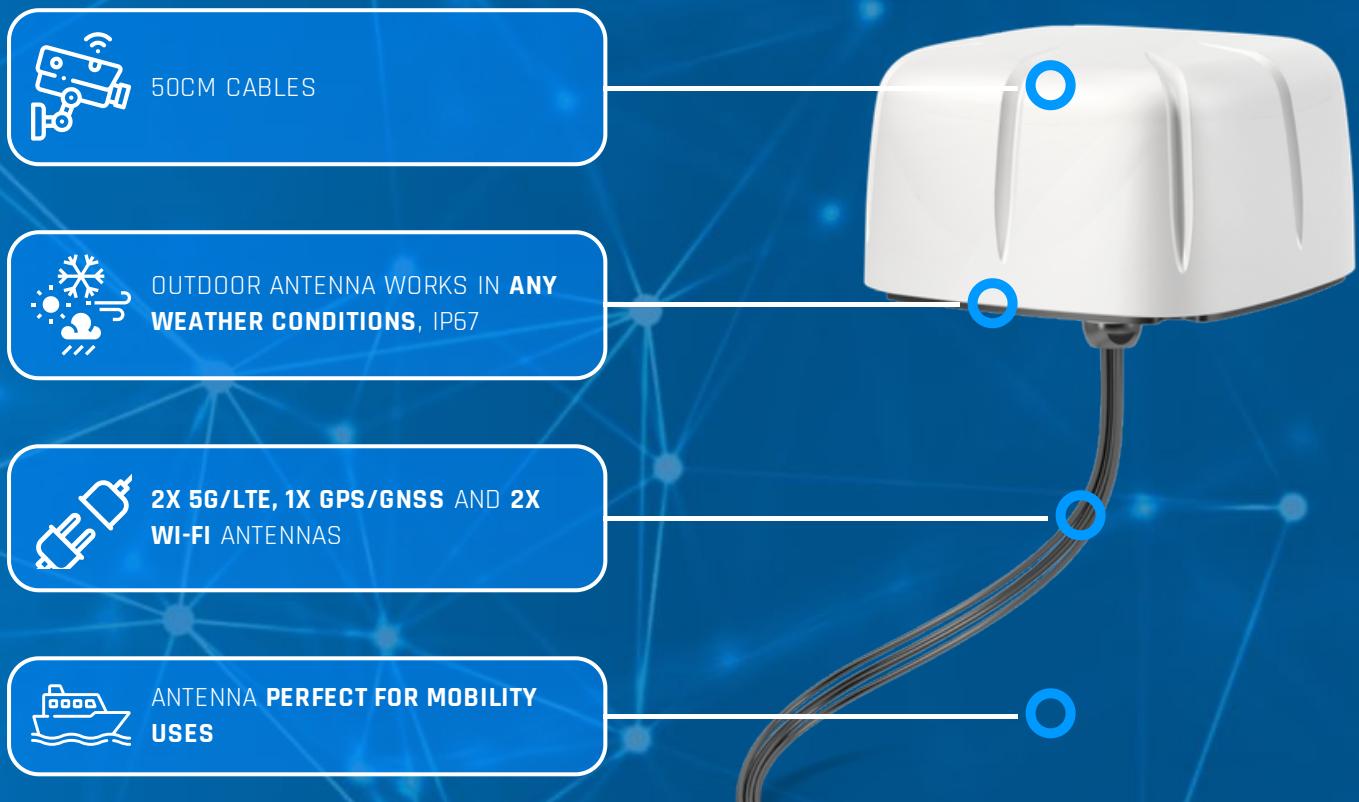 50CM CABLES
OUTDOOR ANTENNA WORKS IN ANY
WEATHER CONDITIONS, IP67
2X 5G/LTE, 1X GPS/GNSS AND 2X
WI-FI ANTENNAS
ANTENNA PERFECT FOR MOBILITY
USES